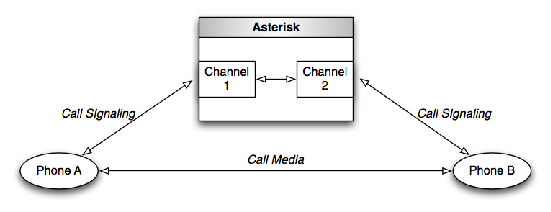 Asterisk
Channel
1
Channel
2
Call Signaling
Call SIgnaling
Call Media
Phone A
Phone B